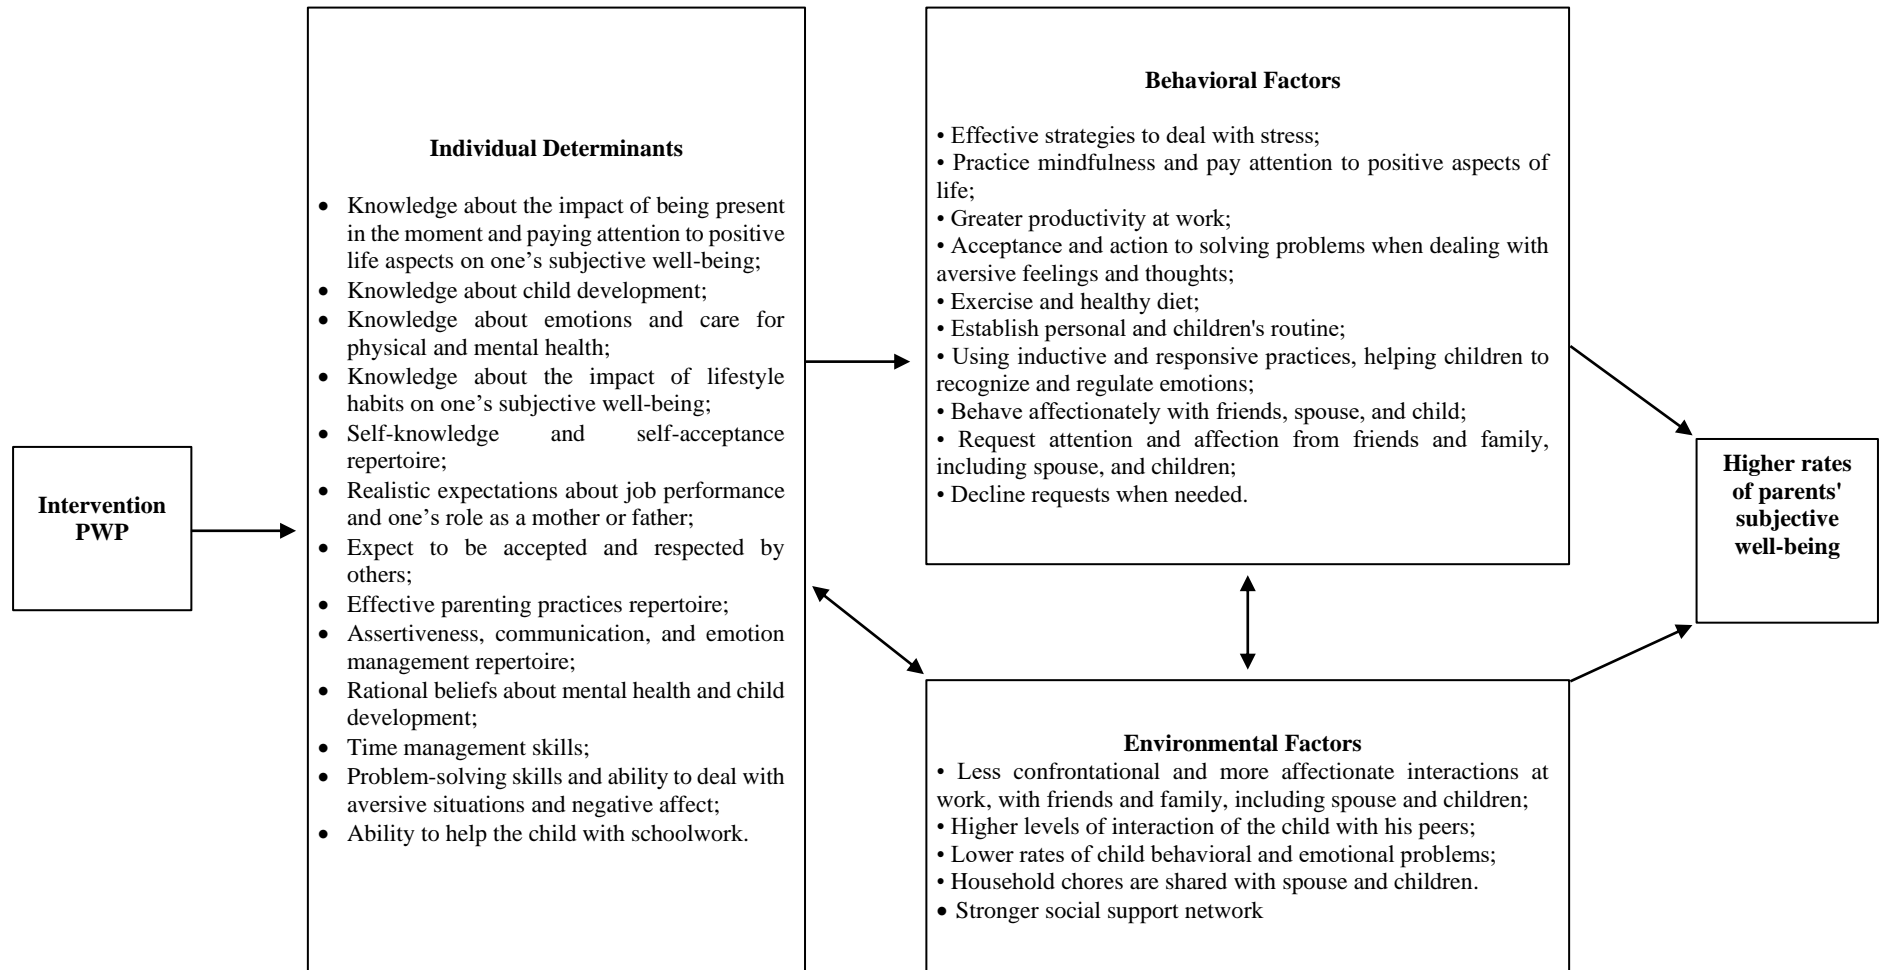 Intervention
PWP
Individual Determinants
• Knowledge about the impact of being present
in the moment and paying attention to positive
life aspects on one’s subjective well-being;
• Knowledge about child development;
• Knowledge about emotions and care for
physical and mental health;
• Knowledge about the impact of lifestyle
habits on one’s subjective well-being;
• Self-knowledge and self-acceptance
repertoire;
• Realistic expectations about job performance
and one’s role as a mother or father;
• Expect to be accepted and respected by
others;
• Effective parenting practices repertoire;
• Assertiveness, communication, and emotion
management repertoire;
• Rational beliefs about mental health and child
development;
• Time management skills;
• Problem-solving skills and ability to deal with
aversive situations and negative affect;
• Ability to help the child with schoolwork.
Behavioral Factors
• Effective strategies to deal with stress;
• Practice mindfulness and pay attention to positive aspects of
life;
• Greater productivity at work;
• Acceptance and action to solving problems when dealing with
aversive feelings and thoughts;
• Exercise and healthy diet;
• Establish personal and children's routine;
• Using inductive and responsive practices, helping children to
recognize and regulate emotions;
• Behave affectionately with friends, spouse, and child;
• Request attention and affection from friends and family,
including spouse, and children;
• Decline requests when needed.
Environmental Factors
• Less confrontational and more affectionate interactions at
work, with friends and family, including spouse and children;
• Higher levels of interaction of the child with his peers;
• Lower rates of child behavioral and emotional problems;
• Household chores are shared with spouse and children.
• Stronger social support network
Higher rates
of parents'
subjective
well-being